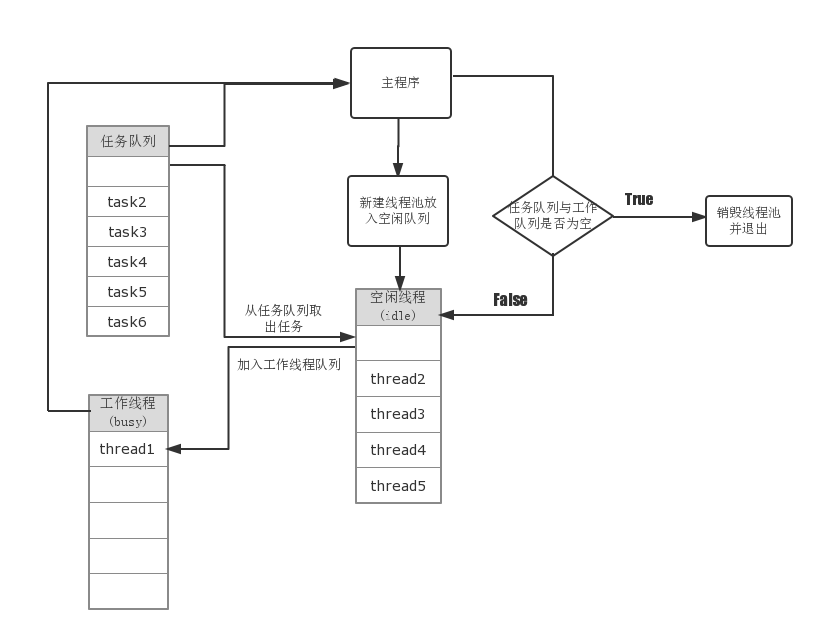 主程序
任务队列
task2
task3
task4
task5
task6
新建线程池放
入空闲队列
任务队列与工作
队列是否为空
True
销毁线程池
并退出
False
空闲线程
(idle)
thread2
thread3
thread4
thread5
从任务队列取
出任务
加入工作线程队列
工作线程
(busy)
thread1